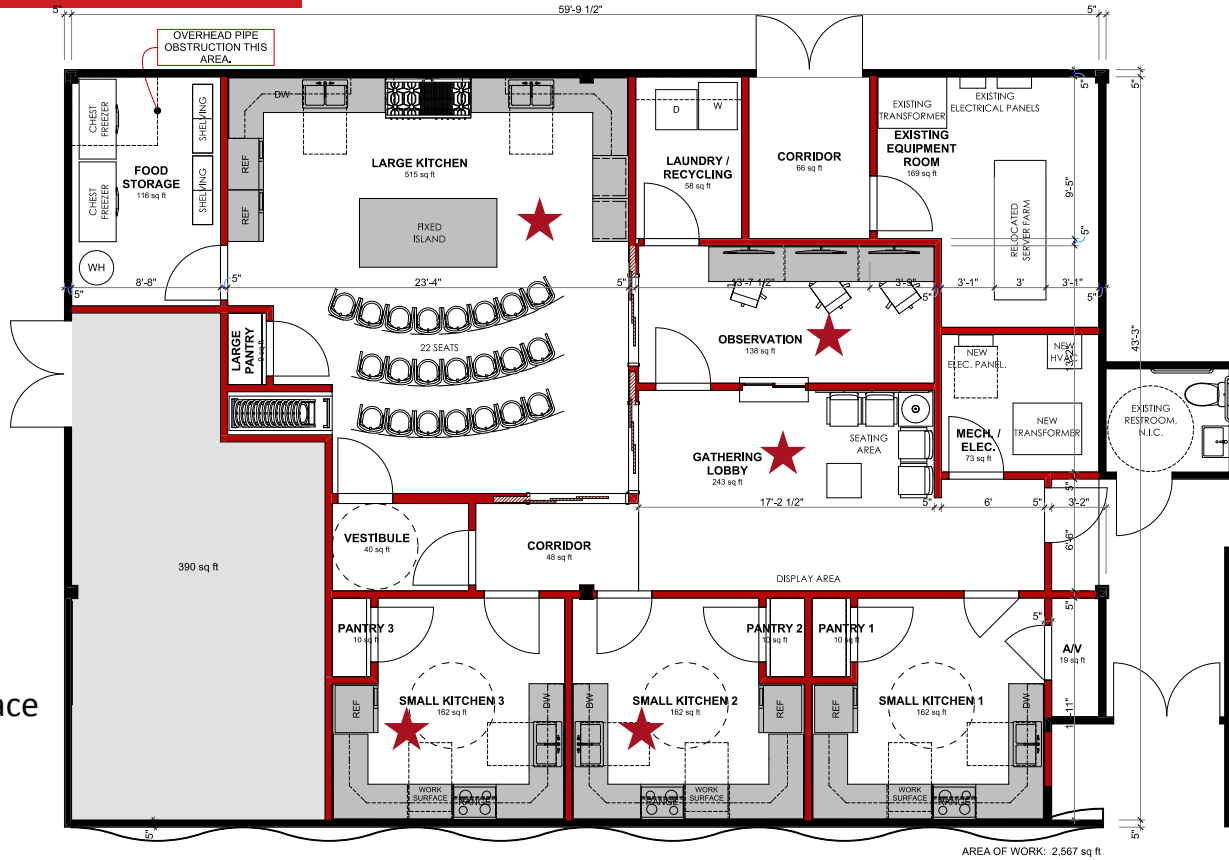 5"
59'-9 1/2"
5"
OVERHEAD PIPE
OBSTRUCTION THIS
AREA.
CHEST
FREEZER
SHELVING
FOOD
STORAGE
116 sq ft
CHEST
FREEZER
SHELVING
WH
8'-8"
5"
5"
DW
REF
REF
LARGE KITCHEN
515 sq ft
FIXED
ISLAND
23'-4"
5"
22 SEATS
LARGE
PANTRY
D
W
LAUNDRY /
RECYCLING
58 sq ft
CORRIDOR
66 sq ft
EXISTING
TRANSFORMER
EXISTING
ELECTRICAL PANELS
EXISTING
EQUIPMENT
ROOM
169 sq ft
RELOCATED
SERVER FARM
5"
5"
9'-5"
13'-7 1/2"
3'-9"
5"
3'-1"
3'
3'-1"
5"
43'-3"
OBSERVATION
138 sq ft
NEW
ELEC. PANEL.
NEW
HVAC
NEW
TRANSFORMER
MECH. /
ELEC.
73 sq ft
EXISTING
RESTROOM,
N.I.C.
SEATING
AREA
GATHERING
LOBBY
243 sq ft
17'-2 1/2"
5"
6'
5"
3'-2"
5"
6'-6"
5"
VESTIBULE
40 sq ft
CORRIDOR
48 sq ft
DISPLAY AREA
390 sq ft
PANTRY 3
10 sq ft
PANTRY 2
10 sq ft
PANTRY 1
10 sq ft
5"
A/V
19 sq ft
ace
REF
SMALL KITCHEN 3
162 sq ft
DW
SMALL KITCHEN 2
162 sq ft
REF
REF
SMALL KITCHEN 1
162 sq ft
DW
WORK
SURFACE
RANGE
RANGE
WORK
SURFACE
WORK
SURFACE
RANGE
5"
5"
AREA OF WORK: 2,567 sq ft